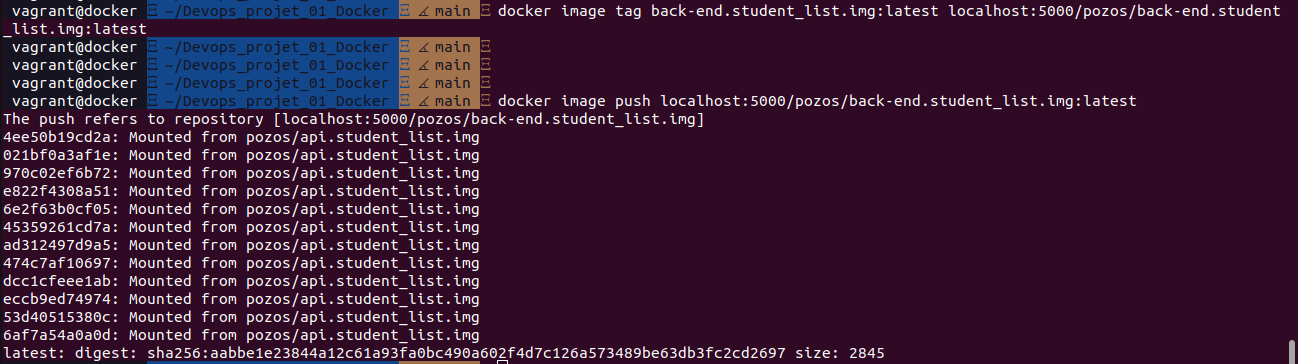 vagrant@docker ~/Devops_projet_01_Docker main docker image tag back-end.student_list.img:latest localhost:5000/pozos/back-end.student
_list.img:latest
vagrant@docker ~/Devops_projet_01_Docker main
vagrant@docker ~/Devops_projet_01_Docker main
vagrant@docker ~/Devops_projet_01_Docker main
vagrant@docker ~/Devops_projet_01_Docker main docker image push localhost:5000/pozos/back-end.student_list.img:latest
The push refers to repository [localhost:5000/pozos/back-end.student_list.img]
4ee50b19cd2a: Mounted from pozos/api.student_list.img
021bf0a3af1e: Mounted from pozos/api.student_list.img
970c02ef6b72: Mounted from pozos/api.student_list.img
e822f4308a51: Mounted from pozos/api.student_list.img
6e2f63b0cf05: Mounted from pozos/api.student_list.img
45359261cd7a: Mounted from pozos/api.student_list.img
ad312497d9a5: Mounted from pozos/api.student_list.img
474c7af10697: Mounted from pozos/api.student_list.img
dcc1cfeee1ab: Mounted from pozos/api.student_list.img
eccb9ed74974: Mounted from pozos/api.student_list.img
53d40515380c: Mounted from pozos/api.student_list.img
6af7a54a0a0d: Mounted from pozos/api.student_list.img
latest: digest: sha256:aabbe1e23844a12c61a93fa0bc490a602f4d7c126a573489be63db3fc2cd2697 size: 2845